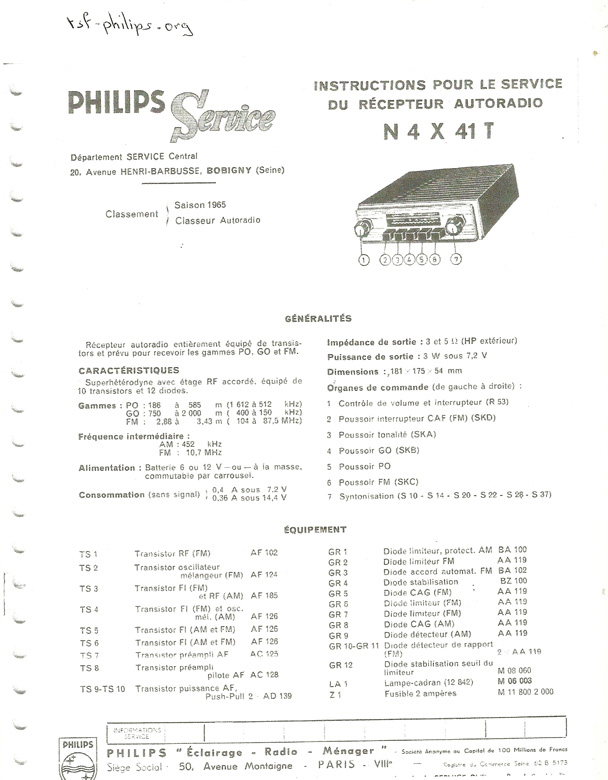 tsf-philips.org
PHILIPS Service
INSTRUCTIONS POUR LE SERVICE
DU RÉCEPTEUR AUTORADIO
N 4 X 41 T
Département SERVICE Central
20, Avenue HENRI-BARBUSSE, BOBIGNY (Seine)
Classement
Saison 1965
Classeur Autoradio
1 2 3 4 5 6 7
GÉNÉRALITÉS
Récepteur autoradio entièrement équipé de transis-
tors et prévu pour recevoir les gammes PO, GO et FM.
CARACTÉRISTIQUES
Superhétérodyne avec étage RF accordé, équipé de
10 transistors et 12 diodes.
Gammes : PO : 186 à 585 m (1 612 à 512 kHz)
GO : 750 à 2 000 m ( 400 à 150 kHz)
FM : 2,88 à 3,43 m ( 104 à 87,5 MHz)
Fréquence intermédiaire :
AM : 452 kHz
FM : 10,7 MHz
Alimentation : Batterie 6 ou 12 V - ou - à la masse,
commutable par carrousel.
Consommation (sans signal) : 0,4 A sous 7,2 V
0,36 A sous 14,4 V
Impédance de sortie : 3 et 5 Ω (HP extérieur)
Puissance de sortie : 3 W sous 7,2 V
Dimensions : 181 × 175 × 54 mm
Organes de commande (de gauche à droite) :
1 Contrôle de volume et interrupteur (R 53)
2 Poussoir interrupteur CAF (FM) (SKD)
3 Poussoir tonalité (SKA)
4 Poussoir GO (SKB)
5 Poussoir PO
6 Poussoir FM (SKC)
7 Syntonisation (S 10 - S 14 - S 20 - S 22 - S 28 - S 37)
ÉQUIPEMENT
TS 1 Transistor RF (FM) AF 102
TS 2 Transistor oscillateur
mélangeur (FM) AF 124
TS 3 Transistor FI (FM)
et RF (AM) AF 185
TS 4 Transistor FI (FM) et osc.
mél. (AM) AF 126
TS 5 Transistor FI (AM et FM) AF 126
TS 6 Transistor FI (AM et FM) AF 126
TS 7 Transistor préampli AF AC 125
TS 8 Transistor préampli
pilote AF AC 128
TS 9-TS 10 Transistor puissance AF,
Push-Pull 2 - AD 139
GR 1 Diode limiteur, protect. AM BA 100
GR 2 Diode limiteur FM AA 119
GR 3 Diode accord automat. FM BA 102
GR 4 Diode stabilisation BZ 100
GR 5 Diode CAG (FM) AA 119
GR 6 Diode limiteur (FM) AA 119
GR 7 Diode limiteur (FM) AA 119
GR 8 Diode CAG (AM) AA 119
GR 9 Diode détecteur (AM) AA 119
GR 10-GR 11 Diode détecteur de rapport
(FM) 2 - AA 119
GR 12 Diode stabilisation seuil du
limiteur M 08 060
LA 1 Lampe-cadran (12 842) M 06 003
Z 1 Fusible 2 ampères M 11 800 2 000
INFORMATIONS
SERVICE
PHILIPS
PHILIPS "Éclairage - Radio - Ménager" - Société Anonyme au Capital de 100 Millions de Francs
Siège Social : 50, Avenue Montaigne - PARIS - VIIIe - Registre du Commerce Seine 62 B 5173